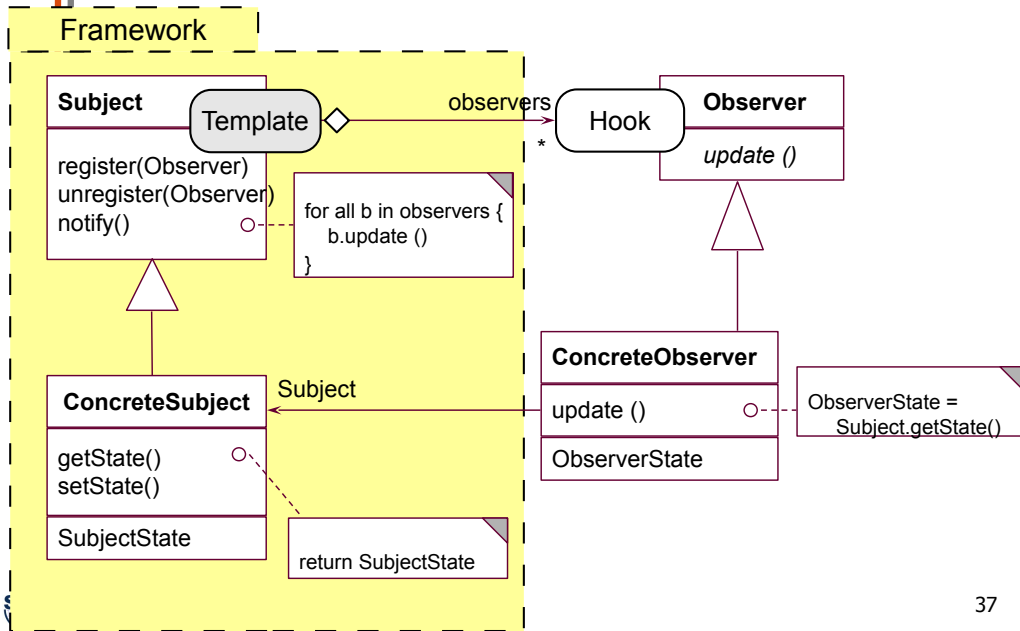 Framework
Subject
Template
observers
*
Hook
Observer
update ()
register(Observer)
unregister(Observer)
notify()
for all b in observers {
b.update ()
}
ConcreteSubject
Subject
getState()
setState()
SubjectState
return SubjectState
ConcreteObserver
update ()
ObserverState
ObserverState =
Subject.getState()
37